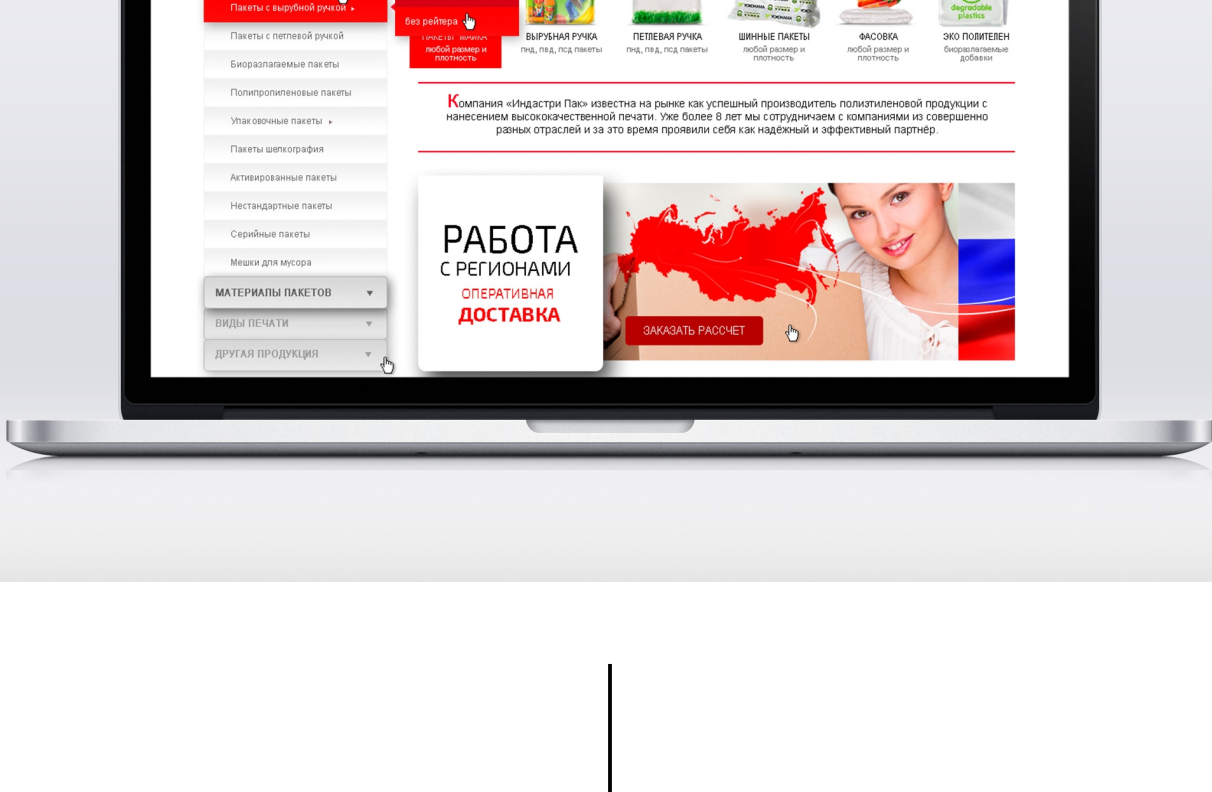 Пакеты с вырубной ручкой
без рейтера
Пакеты с петлевой ручкой
Биоразлагаемые пакеты
Полипропиленовые пакеты
Упаковочные пакеты
Пакеты шелкография
Активированные пакеты
Нестандартные пакеты
Серийные пакеты
Мешки для мусора
МАТЕРИАЛЫ ПАКЕТОВ
ВИДЫ ПЕЧАТИ
ДРУГАЯ ПРОДУКЦИЯ
ПАКЕТЫ "МАЙКА"
любой размер и
плотность
ВЫРУБНАЯ РУЧКА
пнд, пвд, псд пакеты
ПЕТЛЕВАЯ РУЧКА
пнд, пвд, псд пакеты
YOKOHAMA
ШИННЫЕ ПАКЕТЫ
любой размер и
плотность
ФАСОВКА
любой размер и
плотность
degradable
plastics
ЭКО ПОЛИТЕЛЕН
биоразлагаемые
добавки
Компания «Индастри Пак» известна на рынке как успешный производитель полиэтиленовой продукции с
нанесением высококачественной печати. Уже более 8 лет мы сотрудничаем с компаниями из совершенно
разных отраслей и за это время проявили себя как надёжный и эффективный партнёр.
РАБОТА
С РЕГИОНАМИ
ОПЕРАТИВНАЯ
ДОСТАВКА
ЗАКАЗАТЬ РАССЧЕТ